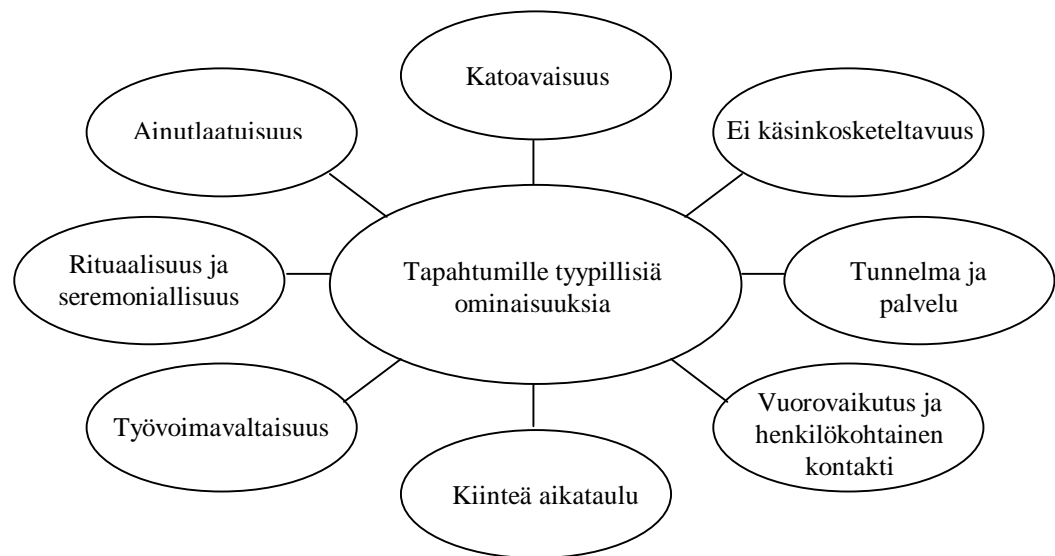 Katoavaisuus
Ainutlaatuisuus
Ei käsinkosketeltavuus
Rituaalisuus ja
seremoniallisuus
Tapahtumille tyypillisiä
ominaisuuksia
Tunnelma ja
palvelu
Työvoimavaltaisuus
Vuorovaikutus ja
henkilökohtainen
kontakti
Kiinteä aikataulu